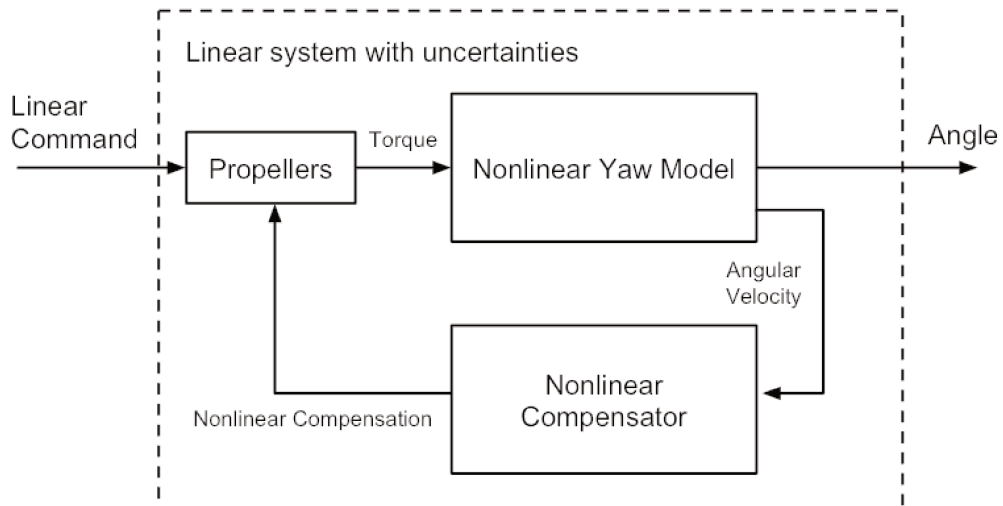 Linear system with uncertainties
Linear
Command
Propellers
Torque
Nonlinear Yaw Model
Angle
Angular
Velocity
Nonlinear
Compensator
Nonlinear Compensation